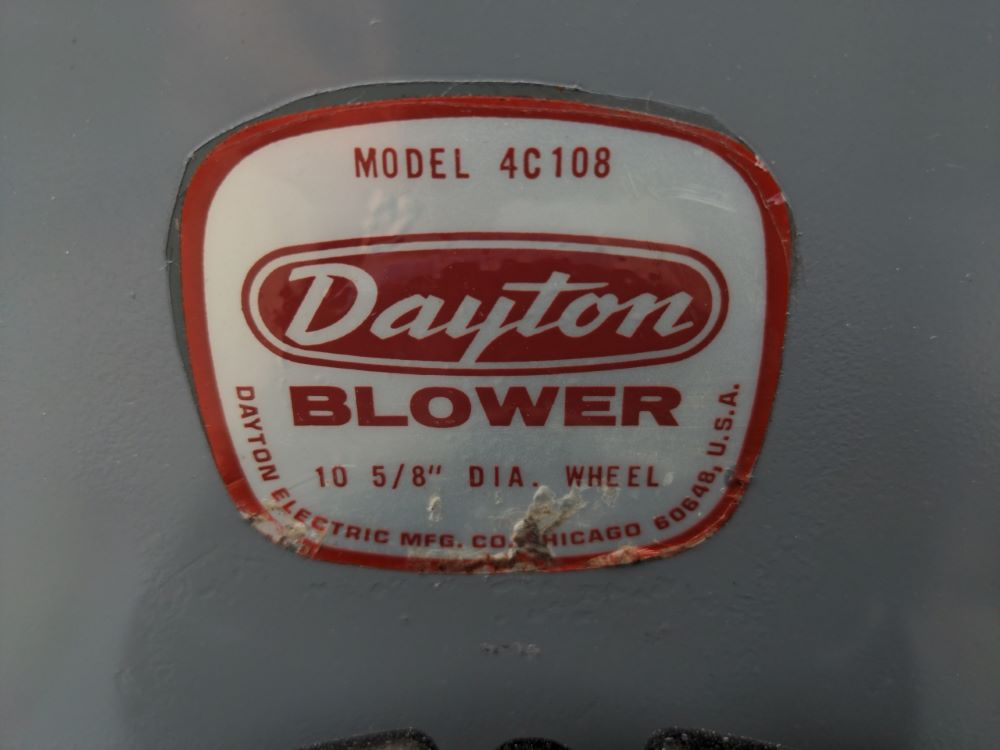 MODEL 4C108
Dayton
BLOWER
10 5/8" DIA. WHEEL
DAYTON ELECTRIC MFG. CO. CHICAGO 60648, U.S.A.